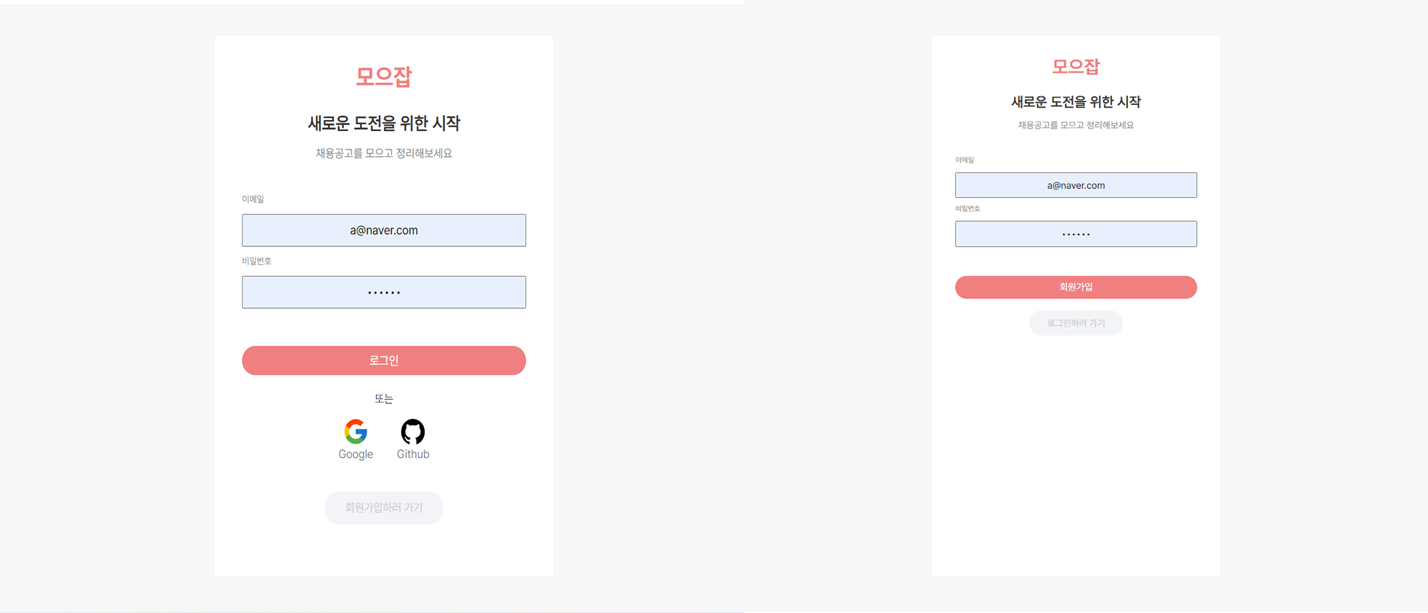 모으잡
새로운 도전을 위한 시작
채용공고를 모으고 정리해보세요
이메일
a@naver.com
비밀번호
••••••
로그인
또는
Google Github
회원가입하러 가기
모으잡
새로운 도전을 위한 시작
채용공고를 모으고 정리해보세요
이메일
a@naver.com
비밀번호
••••••
회원가입
로그인하러 가기